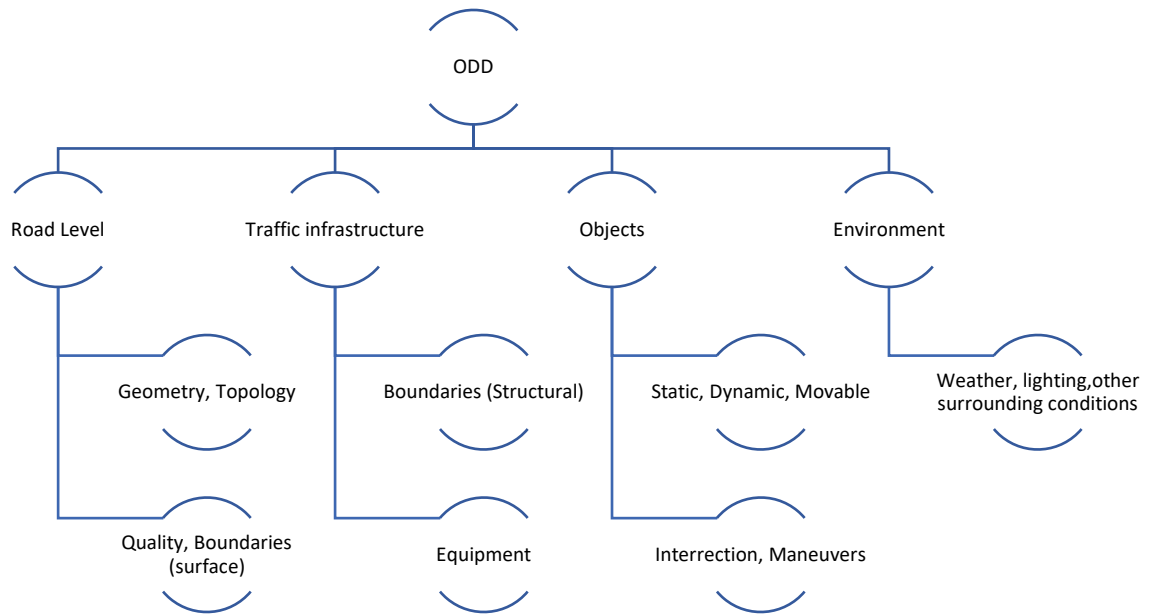 ODD
Road Level
Traffic infrastructure
Objects
Environment
Geometry, Topology
Boundaries (Structural)
Static, Dynamic, Movable
Weather, lighting,other
surrounding conditions
Quality, Boundaries
(surface)
Equipment
Interrection, Maneuvers